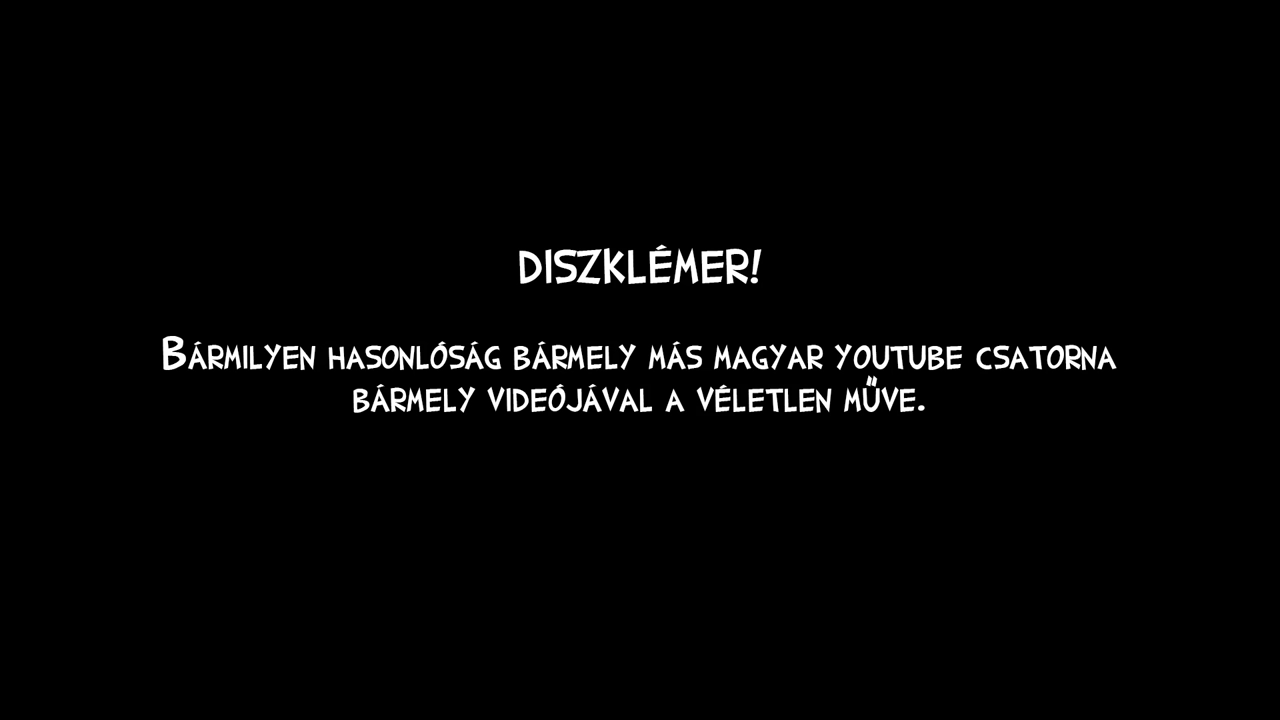 DISZKLÉMER!
BÁRMILYEN HASONLÓSÁG BÁRMELY MÁS MAGYAR YOUTUBE CSATORNA
BÁRMELY VIDEÓJÁVAL A VÉLETLEN MŰVE.